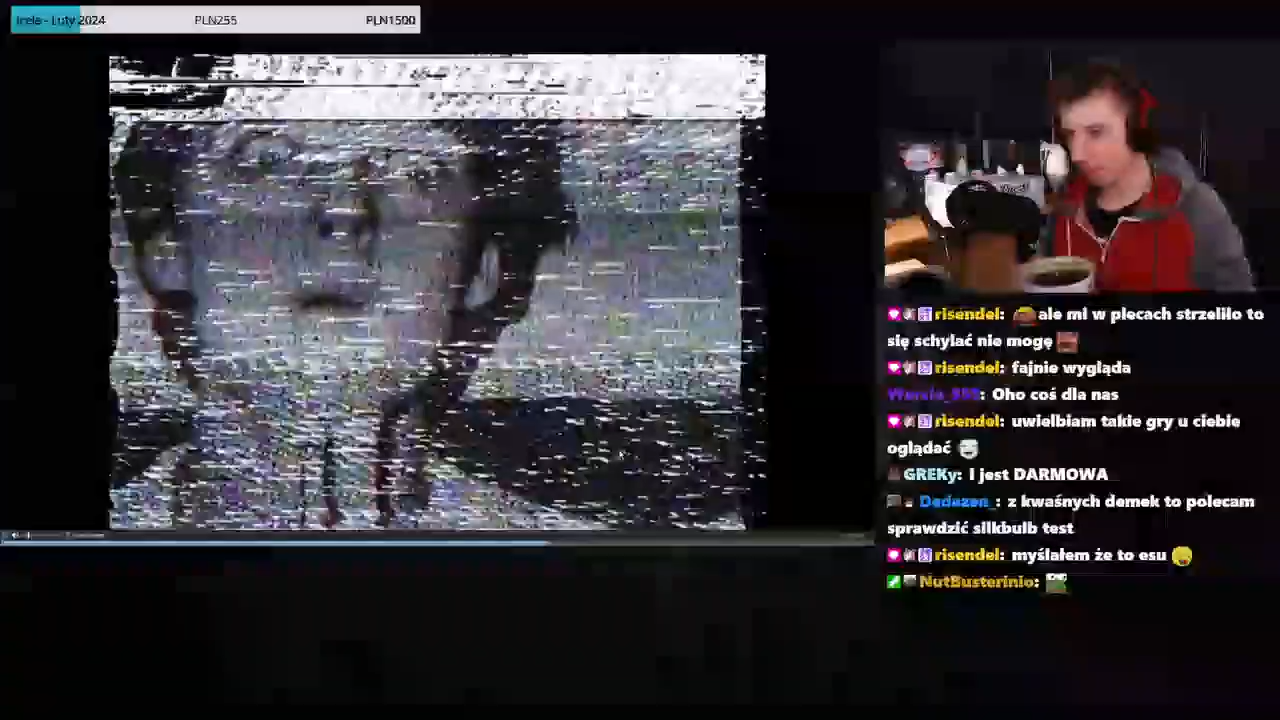 Irela - Luty 2024 PLN255 PLN1500
risendel: ale mi w plecach strzeliło to
się schylać nie mogę
risendel: fajnie wygląda
Oho coś dla nas
risendel: uwielbiam takie gry u ciebie
oglądać
GREKy: I jest DARMOWA
Dedazen_: z kwaśnych demek to polecam
sprawdzić silkbulb test
risendel: myślałem że to esu
NutBusterinio: